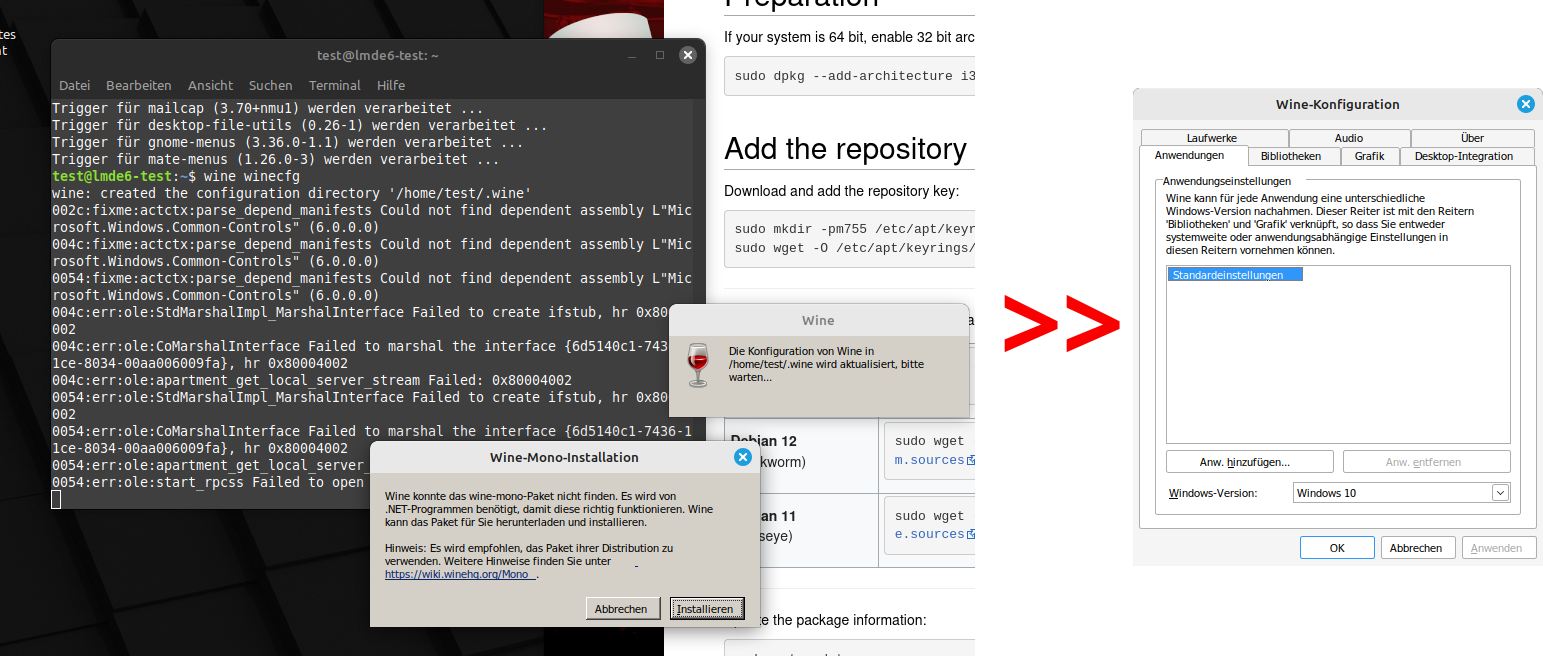 tes
t
test@lmde6-test: ~
Datei Bearbeiten Ansicht Suchen Terminal Hilfe
Trigger für mailcap (3.70+nmu1) werden verarbeitet ...
Trigger für desktop-file-utils (0.26-1) werden verarbeitet ...
Trigger für gnome-menus (3.36.0-1.1) werden verarbeitet ...
Trigger für mate-menus (1.26.0-3) werden verarbeitet ...
test@lmde6-test:~$ wine winecfg
wine: created the configuration directory '/home/test/.wine'
002c:fixme:actctx:parse_depend_manifests Could not find dependent assembly L"Mic
rosoft.Windows.Common-Controls" (6.0.0.0)
004c:fixme:actctx:parse_depend_manifests Could not find dependent assembly L"Mic
rosoft.Windows.Common-Controls" (6.0.0.0)
0054:fixme:actctx:parse_depend_manifests Could not find dependent assembly L"Mic
rosoft.Windows.Common-Controls" (6.0.0.0)
004c:err:ole:StdMarshalImpl_MarshalInterface Failed to create ifstub, hr 0x80
002
004c:err:ole:CoMarshalInterface Failed to marshal the interface {6d5140c1-743
1ce-8034-00aa006009fa}, hr 0x80004002
004c:err:ole:apartment_get_local_server_stream Failed: 0x80004002
0054:err:ole:StdMarshalImpl_MarshalInterface Failed to create ifstub, hr 0x80
002
0054:err:ole:CoMarshalInterface Failed to marshal the interface {6d5140c1-7436-1
1ce-8034-00aa006009fa}, hr 0x80004002
0054:err:ole:apartment_get_local_server_
0054:err:ole:start_rpcss Failed to open
Preparation
If your system is 64 bit, enable 32 bit arc
sudo dpkg --add-architecture i3
Add the repository
Download and add the repository key:
sudo mkdir -pm755 /etc/apt/keyr
sudo wget -O /etc/apt/keyrings/
a
Wine
Die Konfiguration von Wine in
/home/test/.wine wird aktualisiert, bitte
warten...
Debian 12
kworm)
sudo wget
m.sources
an 11
seye)
sudo wget
e.sources
te the package information:
Wine-Mono-Installation
Wine konnte das wine-mono-Paket nicht finden. Es wird von
.NET-Programmen benötigt, damit diese richtig funktionieren. Wine
kann das Paket für Sie herunterladen und installieren.
Hinweis: Es wird empfohlen, das Paket ihrer Distribution zu
verwenden. Weitere Hinweise finden Sie unter
https://wiki.winehq.org/Mono .
Abbrechen Installieren
>>
Wine-Konfiguration
Laufwerke Audio Über
Anwendungen Bibliotheken Grafik Desktop-Integration
Anwendungseinstellungen
Wine kann für jede Anwendung eine unterschiedliche
Windows-Version nachahmen. Dieser Reiter ist mit den Reitern
'Bibliotheken' und 'Grafik' verknüpft, so dass Sie entweder
systemweite oder anwendungsabhängige Einstellungen in
diesen Reitern vornehmen können.
Standardeinstellungen
Anw. hinzufügen... Anw. entfernen
Windows-Version: Windows 10
OK Abbrechen Anwenden